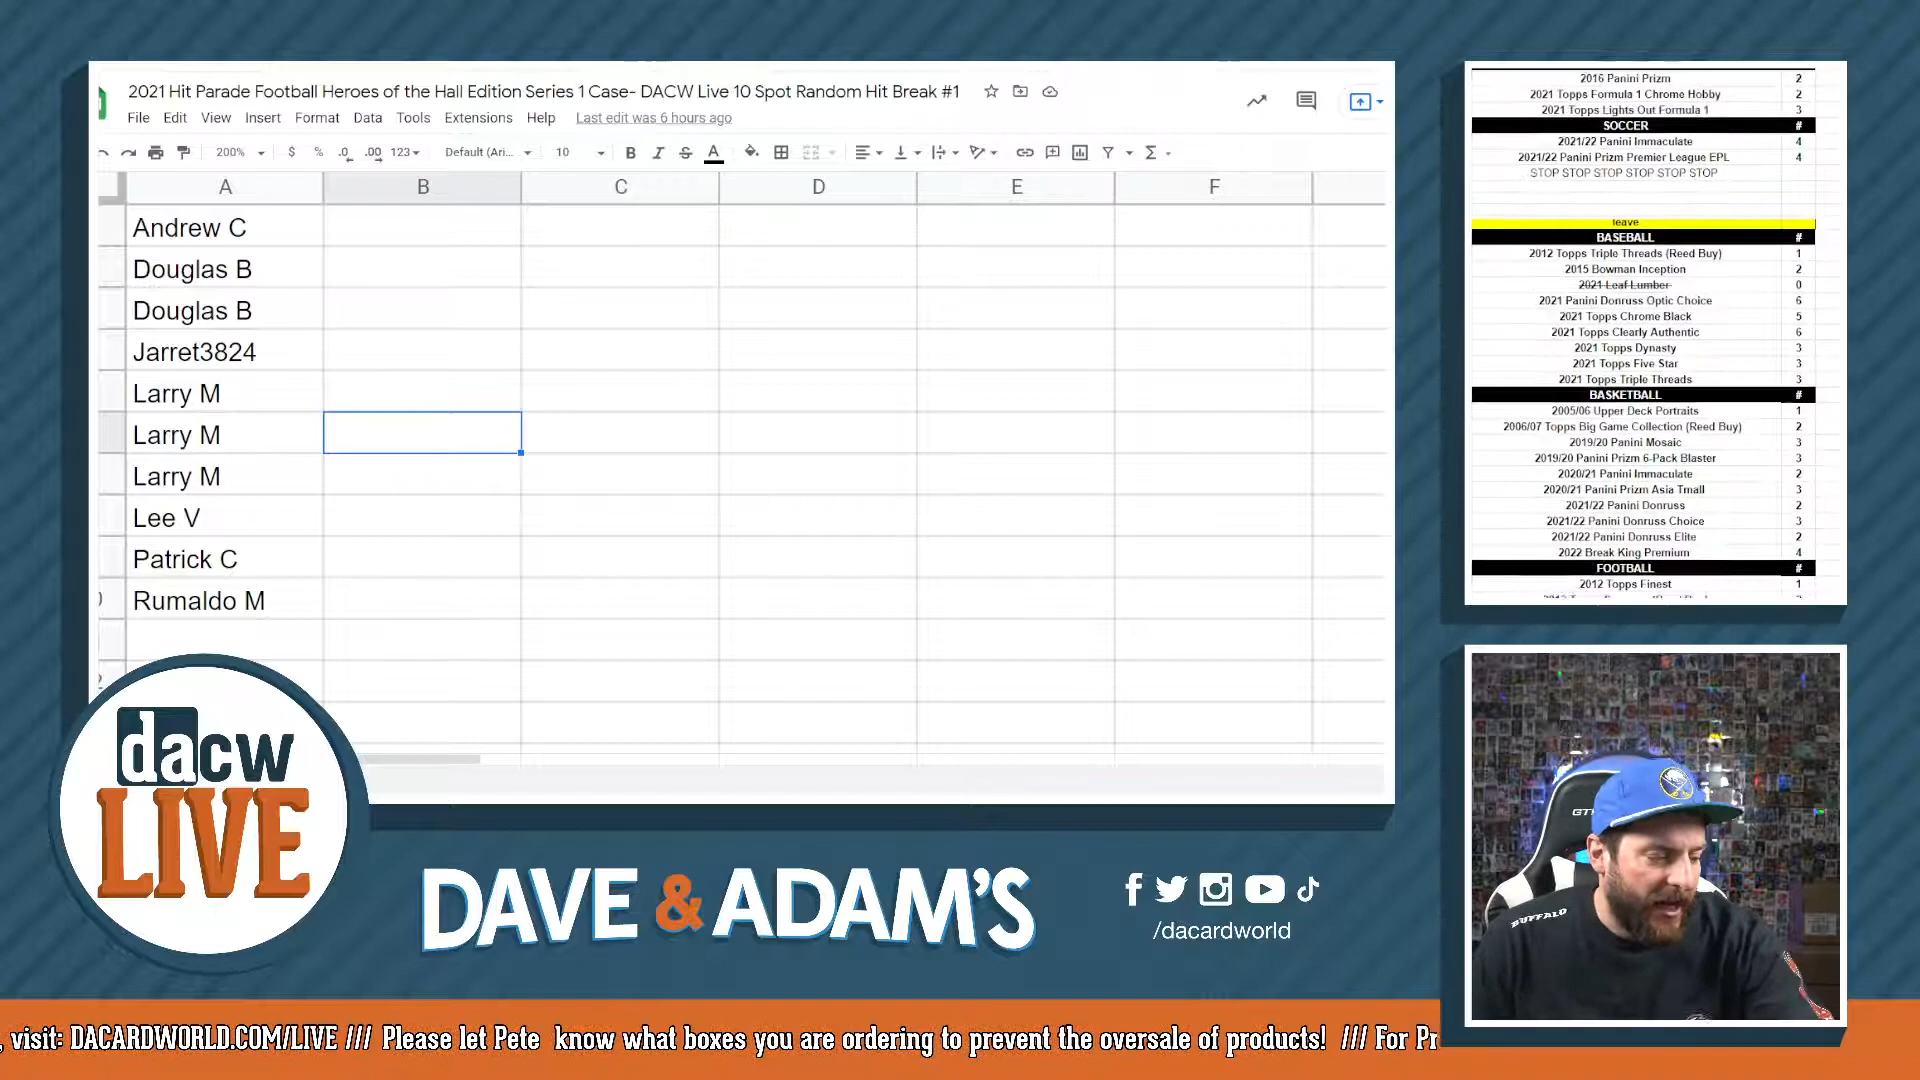 2021 Hit Parade Football Heroes of the Hall Edition Series 1 Case- DACW Live 10 Spot Random Hit Break #1
File Edit View Insert Format Data Tools Extensions Help Last edit was 6 hours ago
200% $ % .0 .00 123 Default (Ari... 10 B I S A
A B C D E F
Andrew C
Douglas B
Douglas B
Jarret3824
Larry M
Larry M
Larry M
Lee V
Patrick C
Rumaldo M
2016 Panini Prizm 2
2021 Topps Formula 1 Chrome Hobby 2
2021 Topps Lights Out Formula 1 3
SOCCER #
2021/22 Panini Immaculate 4
2021/22 Panini Prizm Premier League EPL 4
STOP STOP STOP STOP STOP STOP
leave
BASEBALL #
2012 Topps Triple Threads (Reed Buy) 1
2015 Bowman Inception 2
2021 Leaf Lumber 0
2021 Panini Donruss Optic Choice 6
2021 Topps Chrome Black 5
2021 Topps Clearly Authentic 6
2021 Topps Dynasty 3
2021 Topps Five Star 3
2021 Topps Triple Threads 3
BASKETBALL #
2005/06 Upper Deck Portraits 1
2006/07 Topps Big Game Collection (Reed Buy) 2
2019/20 Panini Mosaic 3
2019/20 Panini Prizm 6-Pack Blaster 3
2020/21 Panini Immaculate 2
2020/21 Panini Prizm Asia Tmall 3
2021/22 Panini Donruss 2
2021/22 Panini Donruss Choice 3
2021/22 Panini Donruss Elite 2
2022 Break King Premium 4
FOOTBALL #
2012 Topps Finest 1
dacw
LIVE
DAVE & ADAM'S
/dacardworld
BUFFALO
, visit: DACARDWORLD.COM/LIVE /// Please let Pete know what boxes you are ordering to prevent the oversale of products! /// For Pr